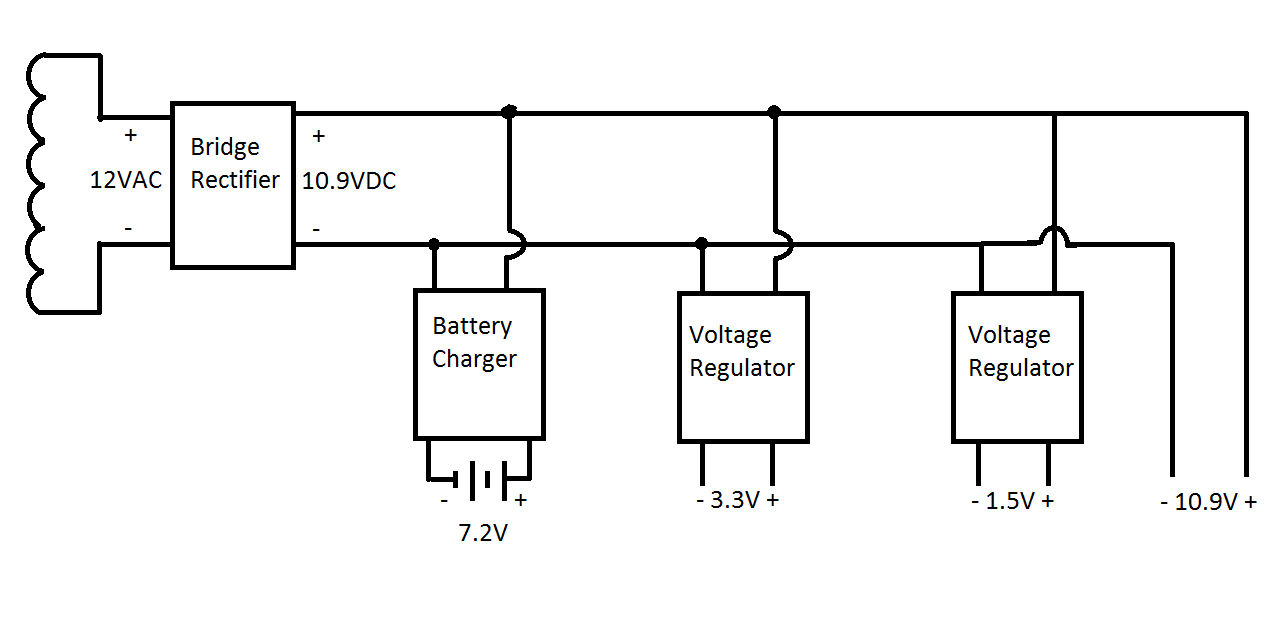 +
12VAC
-
Bridge
Rectifier
+
10.9VDC
-
Battery
Charger
- +
7.2V
Voltage
Regulator
- 3.3V +
Voltage
Regulator
- 1.5V +
- 10.9V +